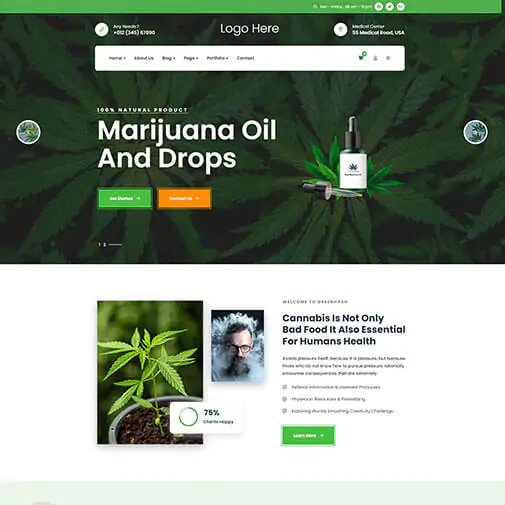 Sun - Friday, 08 am - 10 pm
Any Needs ?
+012 (345) 67890
Logo Here
Medical Center
55 Medical Road, USA
Home
About Us
Blog
Page
Portfolio
Contact
100% NATURAL PRODUCT
Marijuana Oil
And Drops
Get Started
Contact Us
1 2
WELCOME TO GREENHASH
Cannabis Is Not Only
Bad Food It Also Essential
For Humans Health
Avoids pleasure itself, because it is pleasure, but because
those who do not know how to pursue pleasure rationally
encounter consequences that are extremely
Referral Information & Licensed Producers
Physician Resources & Prescribing
Exploring Worlds Smashing Creativity Challenge.
75%
Clients Happy
Learn More